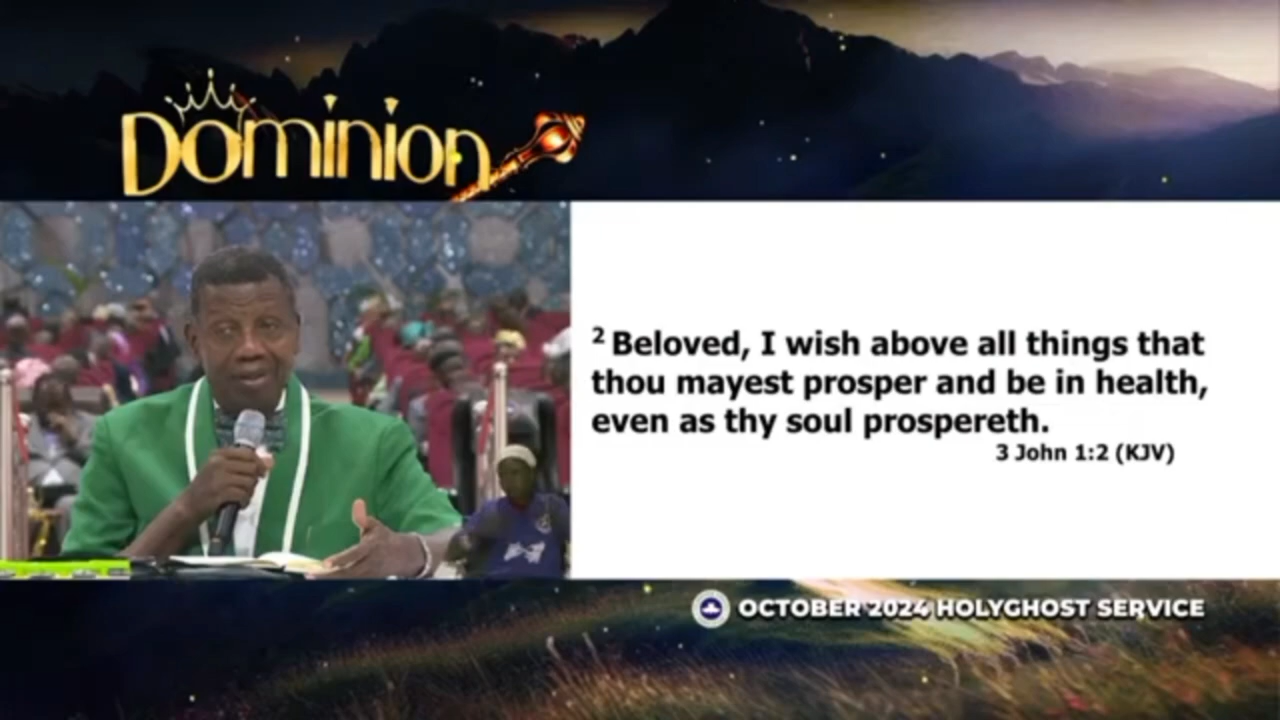 Dominion
2 Beloved, I wish above all things that
thou mayest prosper and be in health,
even as thy soul prospereth.
3 John 1:2 (KJV)
OCTOBER 2024 HOLYGHOST SERVICE